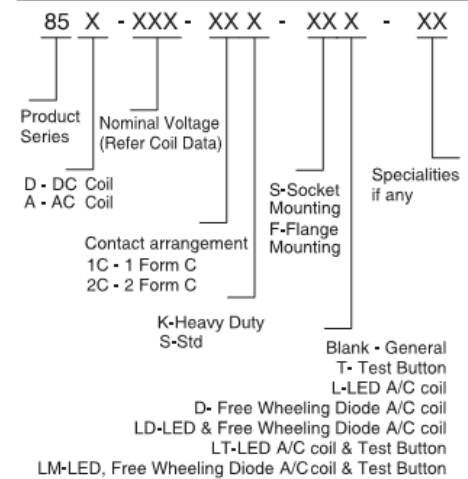 85 X - XXX - XX X - XX X - XX
Product
Series
Nominal Voltage
(Refer Coil Data)
D - DC Coil
A - AC Coil
Contact arrangement
1C - 1 Form C
2C - 2 Form C
K-Heavy Duty
S-Std
S-Socket
Mounting
F-Flange
Mounting
Specialities
if any
Blank - General
T- Test Button
L-LED A/C coil
D- Free Wheeling Diode A/C coil
LD-LED & Free Wheeling Diode A/C coil
LT-LED A/C coil & Test Button
LM-LED, Free Wheeling Diode A/C coil & Test Button